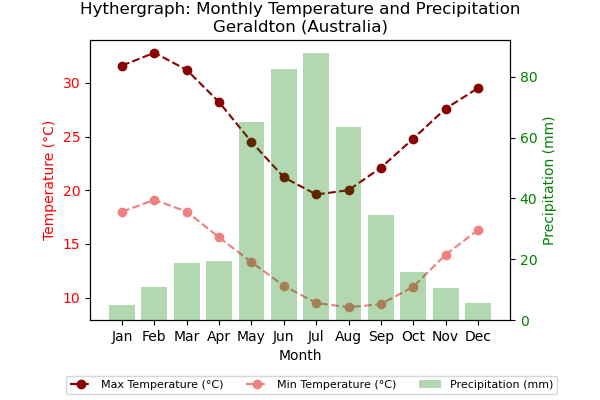 Hythergraph: Monthly Temperature and Precipitation
Geraldton (Australia)
Temperature (°C)
30
25
20
15
10
Precipitation (mm)
80
60
40
20
0
Jan Feb Mar Apr May Jun Jul Aug Sep Oct Nov Dec
Month
Max Temperature (°C) Min Temperature (°C) Precipitation (mm)